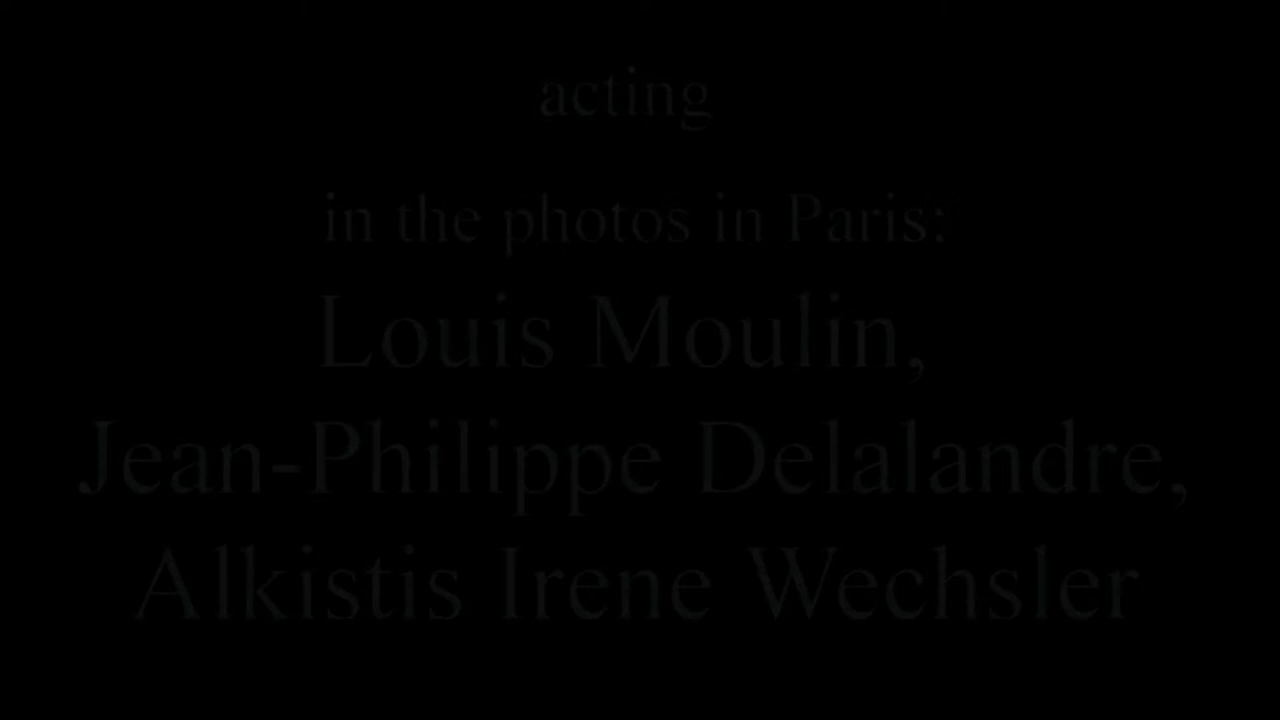 acting
in the photos in Paris:
Louis Moulin,
Jean-Philippe Delalandre,
Alkistis Irene Wechsler